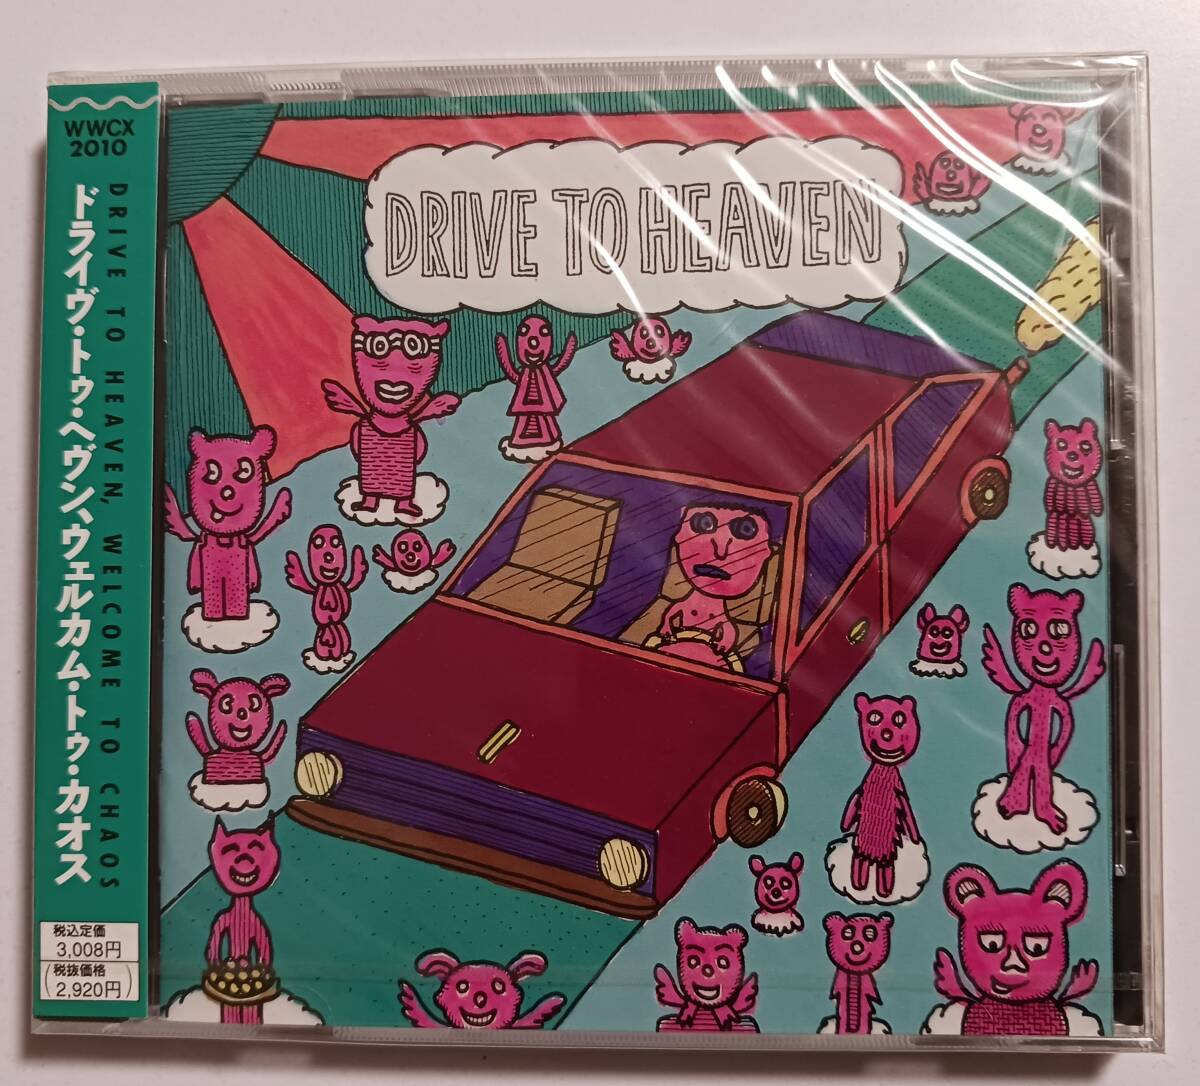 WWCX
2010
DRIVE TO HEAVEN, WELCOME TO CHAOS
ドライヴ・トゥ・ヘヴン、ウェルカム・トゥ・カオス
税込定価
3,008円
(税抜価格
2,920円)
DRIVE TO HEAVEN